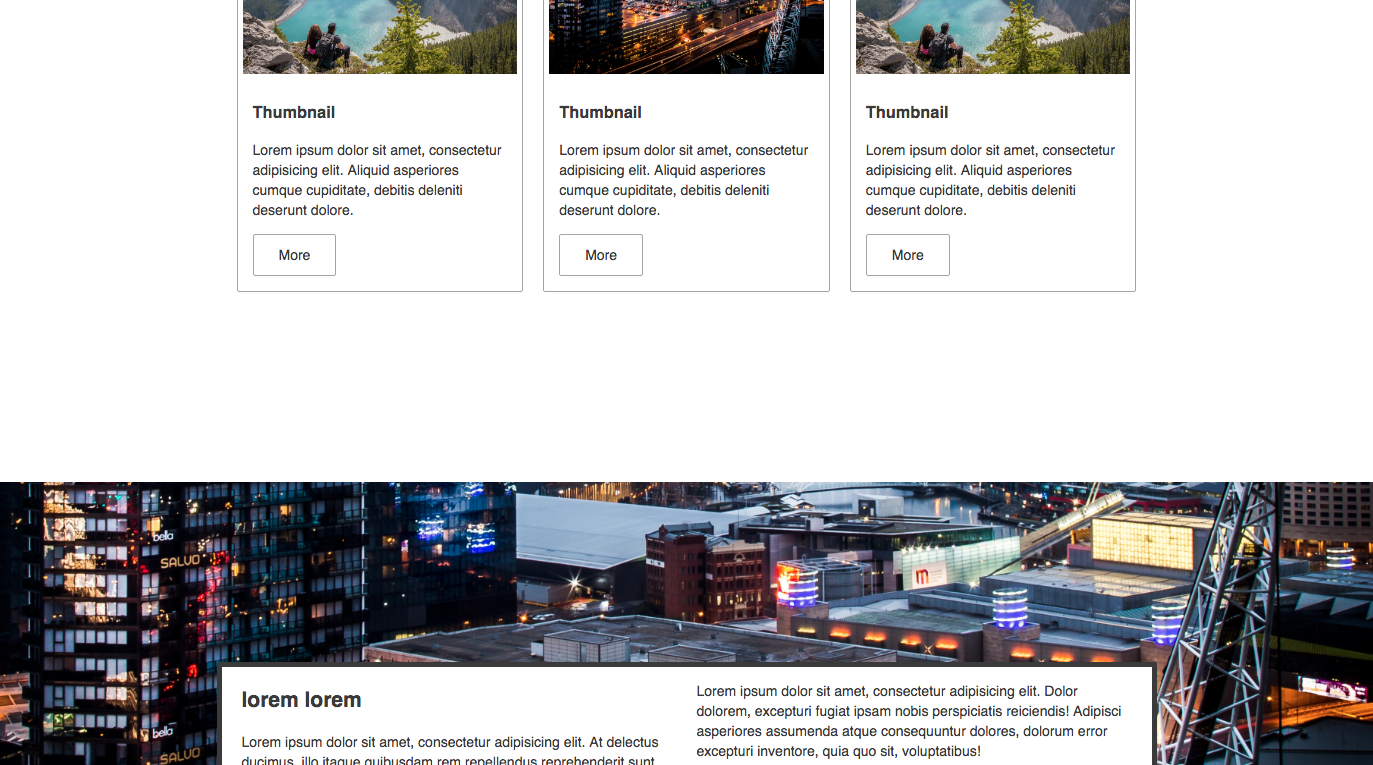 Thumbnail
Lorem ipsum dolor sit amet, consectetur
adipisicing elit. Aliquid asperiores
cumque cupiditate, debitis deleniti
deserunt dolore.
More
Thumbnail
Lorem ipsum dolor sit amet, consectetur
adipisicing elit. Aliquid asperiores
cumque cupiditate, debitis deleniti
deserunt dolore.
More
Thumbnail
Lorem ipsum dolor sit amet, consectetur
adipisicing elit. Aliquid asperiores
cumque cupiditate, debitis deleniti
deserunt dolore.
More
bella
SALVO
m
bella
SALVO
lorem lorem
Lorem ipsum dolor sit amet, consectetur adipisicing elit. At delectus
ducimus, illo itaque quibusdam rem repellendus reprehenderit sunt
Lorem ipsum dolor sit amet, consectetur adipisicing elit. Dolor
dolorem, excepturi fugiat ipsam nobis perspiciatis reiciendis! Adipisci
asperiores assumenda atque consequuntur dolores, dolorum error
excepturi inventore, quia quo sit, voluptatibus!